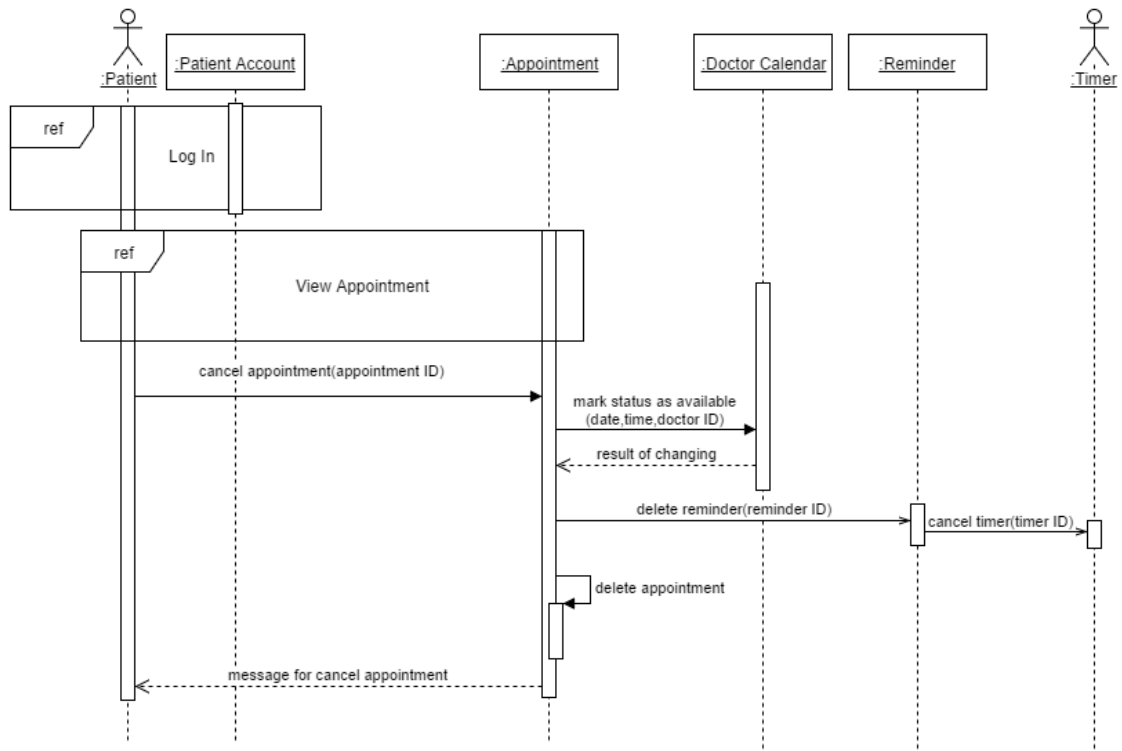 :Patient
:Patient Account
:Appointment
:Doctor Calendar
:Reminder
:Timer
ref
Log In
ref
View Appointment
cancel appointment(appointment ID)
mark status as available
(date,time,doctor ID)
result of changing
delete reminder(reminder ID)
cancel timer(timer ID)
delete appointment
message for cancel appointment